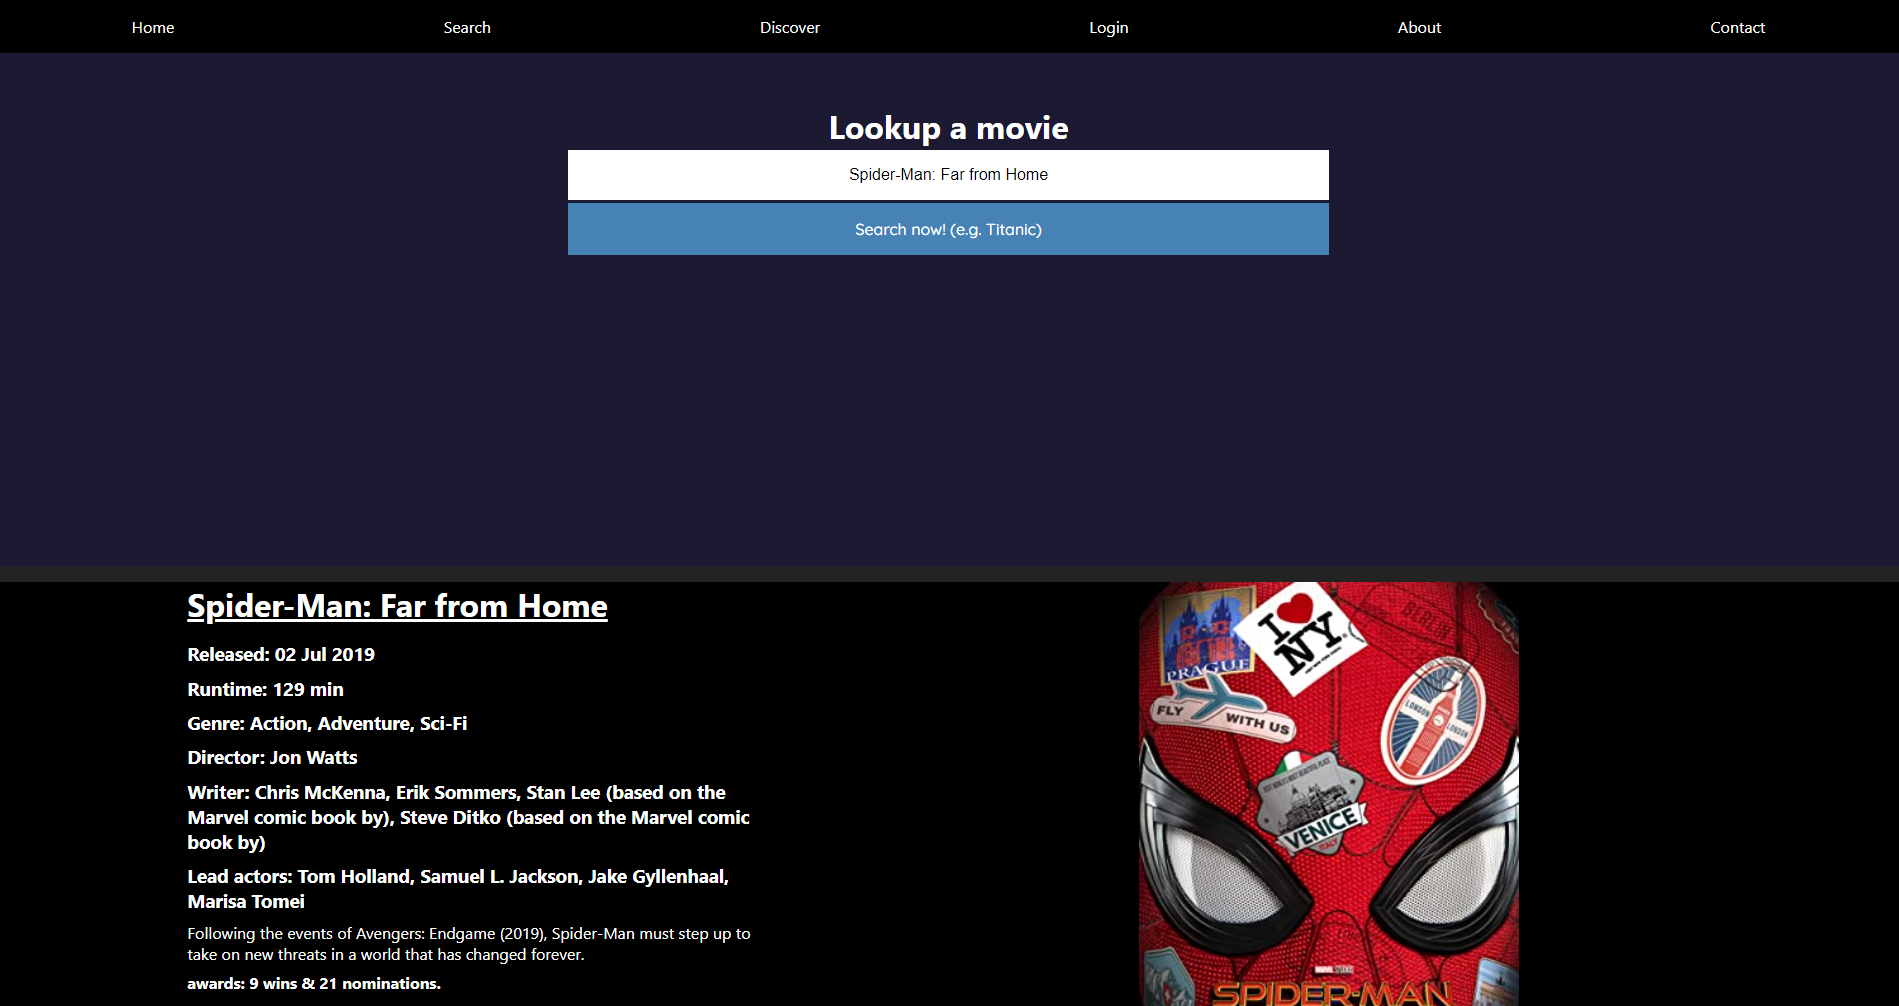 Home Search Discover Login About Contact
Lookup a movie
Spider-Man: Far from Home
Search now! (e.g. Titanic)
Spider-Man: Far from Home
Released: 02 Jul 2019
Runtime: 129 min
Genre: Action, Adventure, Sci-Fi
Director: Jon Watts
Writer: Chris McKenna, Erik Sommers, Stan Lee (based on the
Marvel comic book by), Steve Ditko (based on the Marvel comic
book by)
Lead actors: Tom Holland, Samuel L. Jackson, Jake Gyllenhaal,
Marisa Tomei
Following the events of Avengers: Endgame (2019), Spider-Man must step up to
take on new threats in a world that has changed forever.
awards: 9 wins & 21 nominations.
BERLIN
I
NY
PRAGUE
FLY WITH US
LONDON LONDON
VENICE
ITALY
MARVEL STUDIOS
SPIDER-MAN